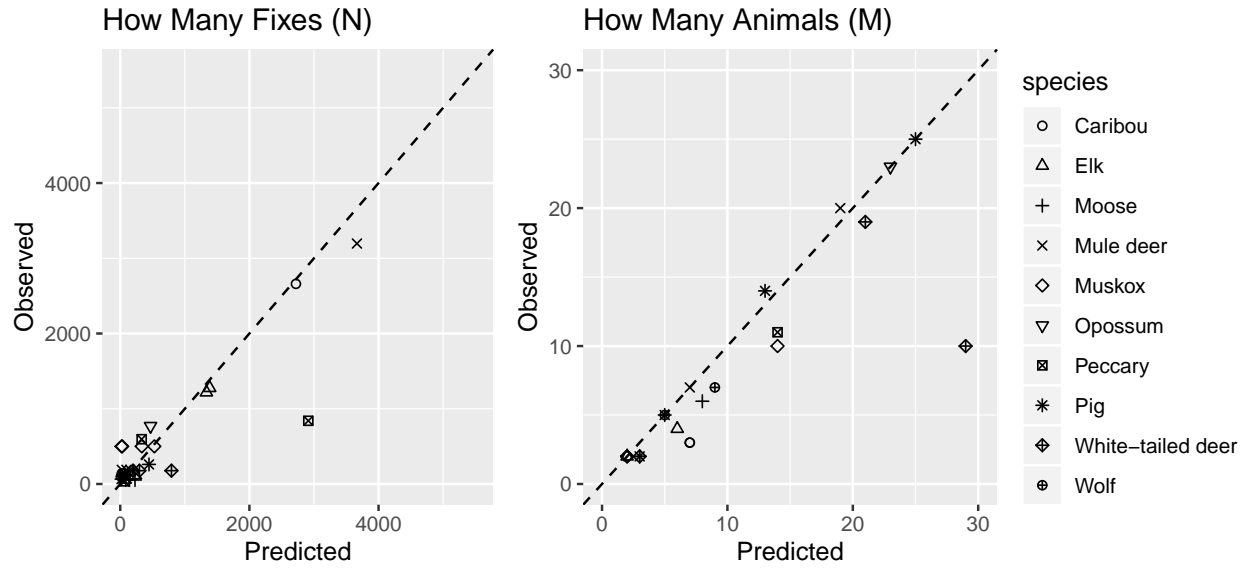 How Many Fixes (N)
4000
2000
0
Observed
0
2000
4000
Predicted
How Many Animals (M)
30
20
10
0
Observed
0
10
20
30
Predicted
species
Caribou
Elk
Moose
Mule deer
Muskox
Opossum
Peccary
Pig
White−tailed deer
Wolf